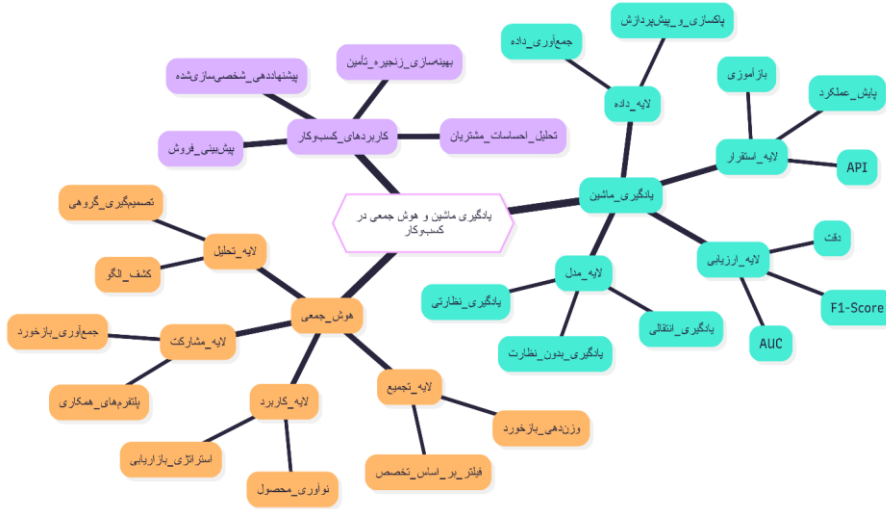 یادگیری ماشین و هوش جمعی در
کسب‌وکار
یادگیری_ماشین
لایه_داده
جمع‌آوری_داده
پاکسازی_و_پیش‌پردازش
لایه_استقرار
بازآموزی
پایش_عملکرد
API
لایه_ارزیابی
دقت
F1-Score
AUC
لایه_مدل
یادگیری_نظارتی
یادگیری_بدون_نظارت
یادگیری_انتقالی
کاربردهای_کسب‌وکار
بهینه‌سازی_زنجیره_تأمین
پیشنهاددهی_شخصی‌سازی‌شده
تحلیل_احساسات_مشتریان
پیش‌بینی_فروش
هوش_جمعی
لایه_تحلیل
تصمیم‌گیری_گروهی
کشف_الگو
لایه_مشارکت
جمع‌آوری_بازخورد
پلتفرم‌های_همکاری
لایه_کاربرد
استراتژی_بازاریابی
نوآوری_محصول
لایه_تجمیع
وزن‌دهی_بازخورد
فیلتر_بر_اساس_تخصص